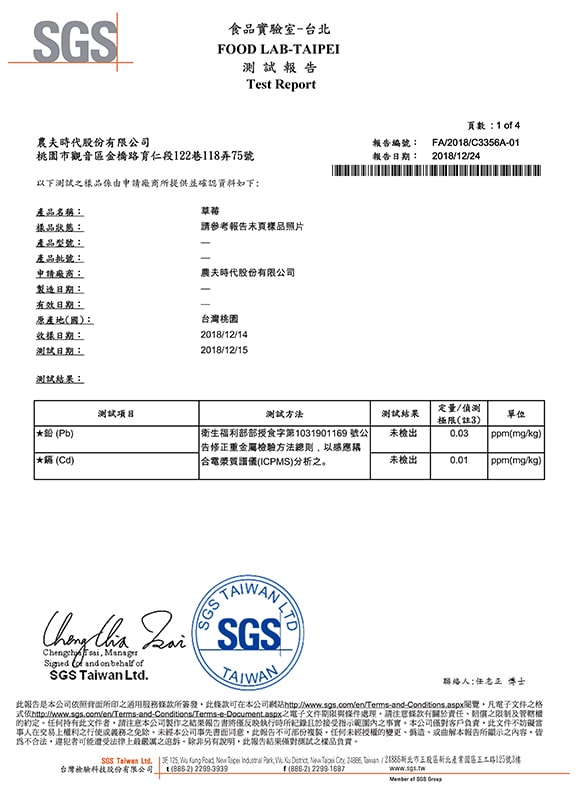 SGS
食品實驗室-台北
FOOD LAB-TAIPEI
測試報告
Test Report
頁數 : 1 of 4
農夫時代股份有限公司
桃園市觀音區金橋路育仁段122巷118弄75號
報告編號： FA/2018/C3356A-01
報告日期： 2018/12/24
以下測試之樣品係由申請廠商所提供並確認資料如下:
產品名稱： 草莓
樣品狀態： 請參考報告末頁樣品照片
產品型號： —
產品批號： —
申請廠商： 農夫時代股份有限公司
製造日期： —
有效日期： —
原產地(國)： 台灣桃園
收樣日期： 2018/12/14
測試日期： 2018/12/15
測試結果：
測試項目 測試方法 測試結果 定量/偵測極限(註3) 單位
★鉛 (Pb) 衛生福利部部授食字第1031901169 號公 未檢出 0.03 ppm(mg/kg)
告修正重金屬檢驗方法總則，以感應耦
★鎘 (Cd) 合電漿質譜儀(ICPMS)分析之。 未檢出 0.01 ppm(mg/kg)
Chengchia Tsai, Manager
Signed for and on behalf of
SGS Taiwan Ltd.
SGS TAIWAN LTD
SGS
TAIWAN
聯絡人:任志正 博士
此報告是本公司依照背面所印之通用服務條款所簽發，此條款可在本公司網站http://www.sgs.com/en/Terms-and-Conditions.aspx閱覽，凡電子文件之格
式依http://www.sgs.com/en/Terms-and-Conditions/Terms-e-Document.aspx之電子文件期限與條件處理。請注意條款有關於責任、賠償之限制及管轄權
的約定。任何持有此文件者，請注意本公司製作之結果報告書將僅反映執行時所紀錄且於接受指示範圍內之事實。本公司僅對客戶負責，此文件不妨礙當
事人在交易上權利之行使或義務之免除。未經本公司事先書面同意，此報告不可部份複製。任何未經授權的變更、偽造、或曲解本報告所顯示之內容，皆
為不合法，違犯者可能遭受法律上最嚴厲之追訴。除非另有說明，此報告結果僅對測試之樣品負責。
SGS Taiwan Ltd.
台灣檢驗科技股份有限公司
3E 125, Wu Kung Road, New Taipei Industrial Park, Wu Ku District, New Taipei City, 24886, Taiwan / 24886新北市五股區新北產業園區五工路125號3樓
t (886-2) 2299-3939 f (886-2) 2299-1687 www.sgs.tw
Member of SGS Group